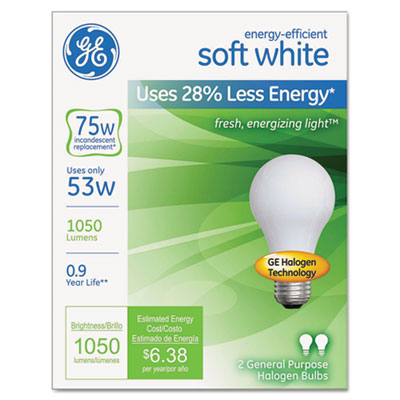 GE
energy-efficient
soft white
Uses 28% Less Energy*
fresh, energizing light™
75w
incandescent
replacement*
Uses only
53w
1050
Lumens
0.9
Year Life**
GE Halogen
Technology
Brightness/Brillo
1050
lumens/lúmenes
Estimated Energy
Cost/Costo
Estimado de Energía
$6.38
per year/por año
2 General Purpose
Halogen Bulbs